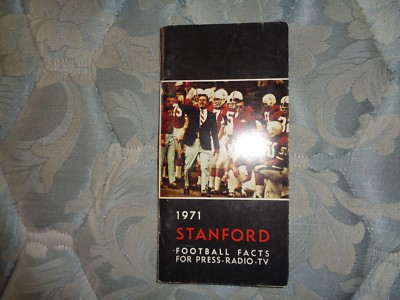 1971
STANFORD
FOOTBALL FACTS
FOR PRESS-RADIO-TV